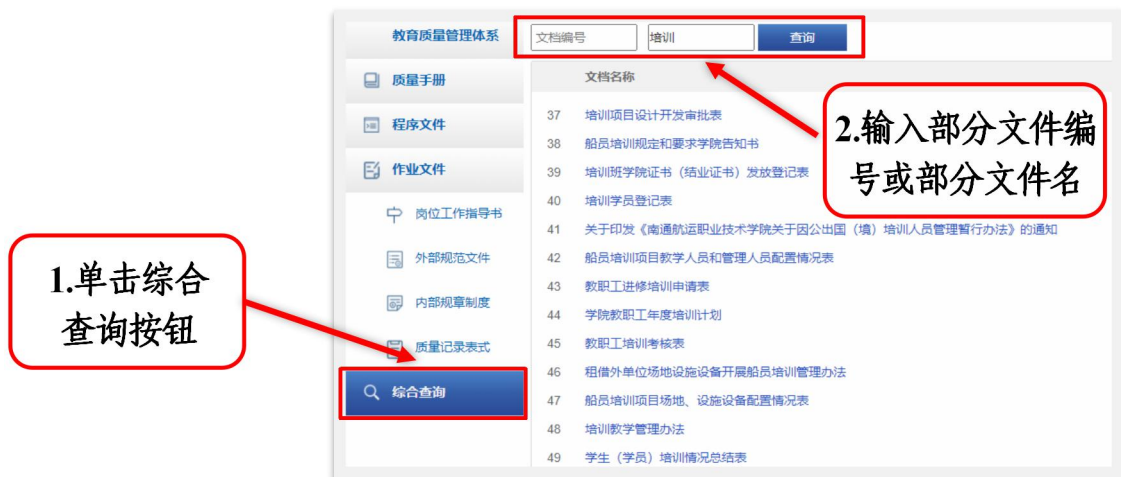 教育质量管理体系
文档编号
培训
查询
质量手册
程序文件
作业文件
岗位工作指导书
外部规范文件
内部规章制度
质量记录表式
综合查询
文档名称
37 培训项目设计开发审批表
38 船员培训规定和要求学院告知书
39 培训班学院证书（结业证书）发放登记表
40 培训学员登记表
41 关于印发《南通航运职业技术学院关于因公出国（境）培训人员管理暂行办法》的通知
42 船员培训项目教学人员和管理人员配置情况表
43 教职工进修培训申请表
44 学院教职工年度培训计划
45 教职工培训考核表
46 租借外单位场地设施设备开展船员培训管理办法
47 船员培训项目场地、设施设备配置情况表
48 培训教学管理办法
49 学生（学员）培训情况总结表
1.单击综合
查询按钮
2.输入部分文件编
号或部分文件名